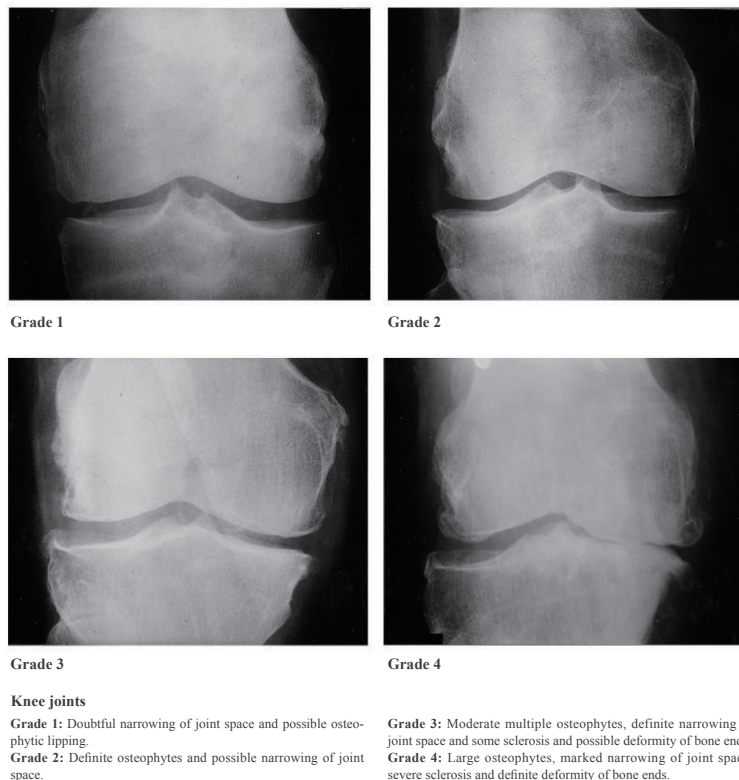 Grade 1
Grade 2
Grade 3
Grade 4
Knee joints
Grade 1: Doubtful narrowing of joint space and possible osteo-
phytic lipping.
Grade 2: Definite osteophytes and possible narrowing of joint
space.
Grade 3: Moderate multiple osteophytes, definite narrowing
joint space and some sclerosis and possible deformity of bone end
Grade 4: Large osteophytes, marked narrowing of joint spac
severe sclerosis and definite deformity of bone ends.